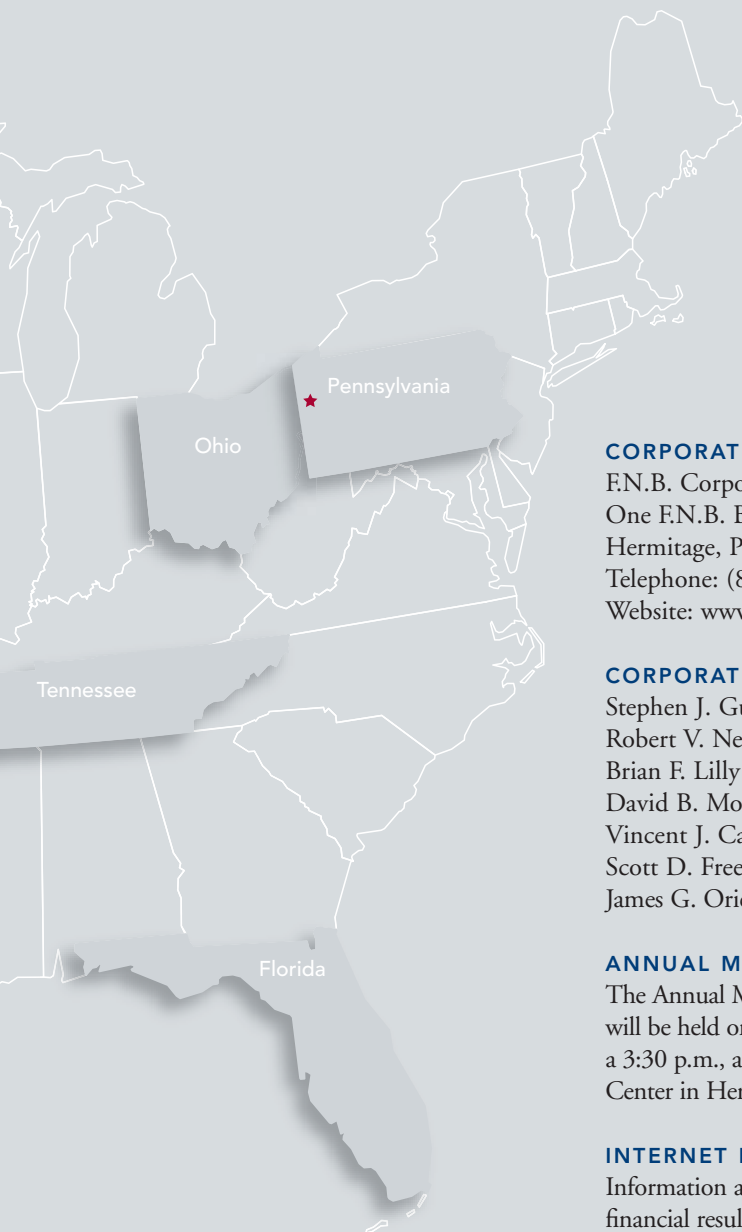 Pennsylvania
Ohio
Tennessee
Florida
CORPORAT
F.N.B. Corpo
One F.N.B. B
Hermitage, P
Telephone: (8
Website: www
CORPORAT
Stephen J. Gu
Robert V. Ne
Brian F. Lilly
David B. Mo
Vincent J. Ca
Scott D. Free
James G. Orie
ANNUAL M
The Annual M
will be held on
a 3:30 p.m., a
Center in Her
INTERNET
Information a
financial resul